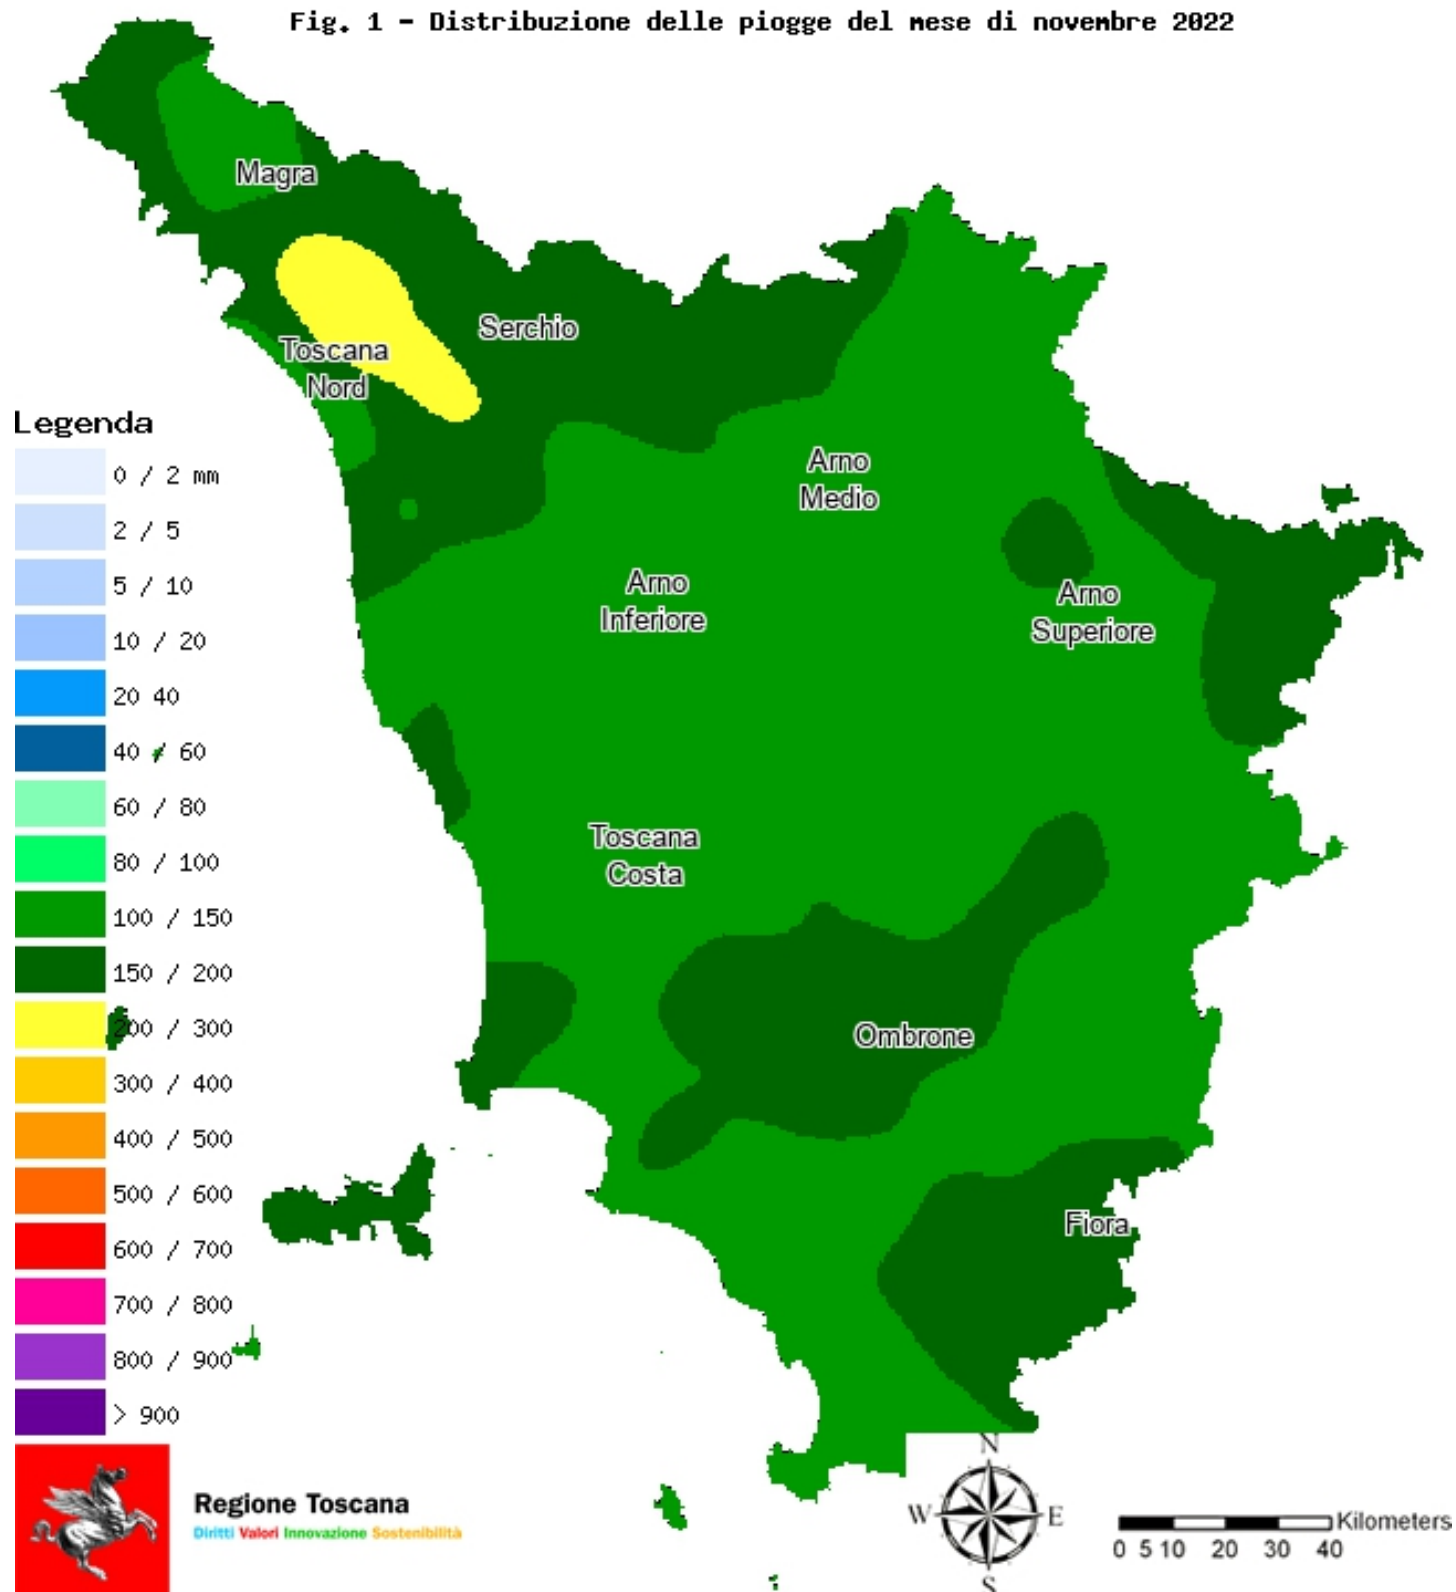 Fig. 1 - Distribuzione delle piogge del mese di novembre 2022
Magra
Serchio
Toscana
Nord
Arno
Medio
Arno
Inferiore
Arno
Superiore
Toscana
Costa
Ombrone
Fiora
Legenda
0 / 2 mm
2 / 5
5 / 10
10 / 20
20 40
40 / 60
60 / 80
80 / 100
100 / 150
150 / 200
200 / 300
300 / 400
400 / 500
500 / 600
600 / 700
700 / 800
800 / 900
> 900
Regione Toscana
Diritti Valori Innovazione Sostenibilità
N
W E
S
Kilometers
0 5 10 20 30 40